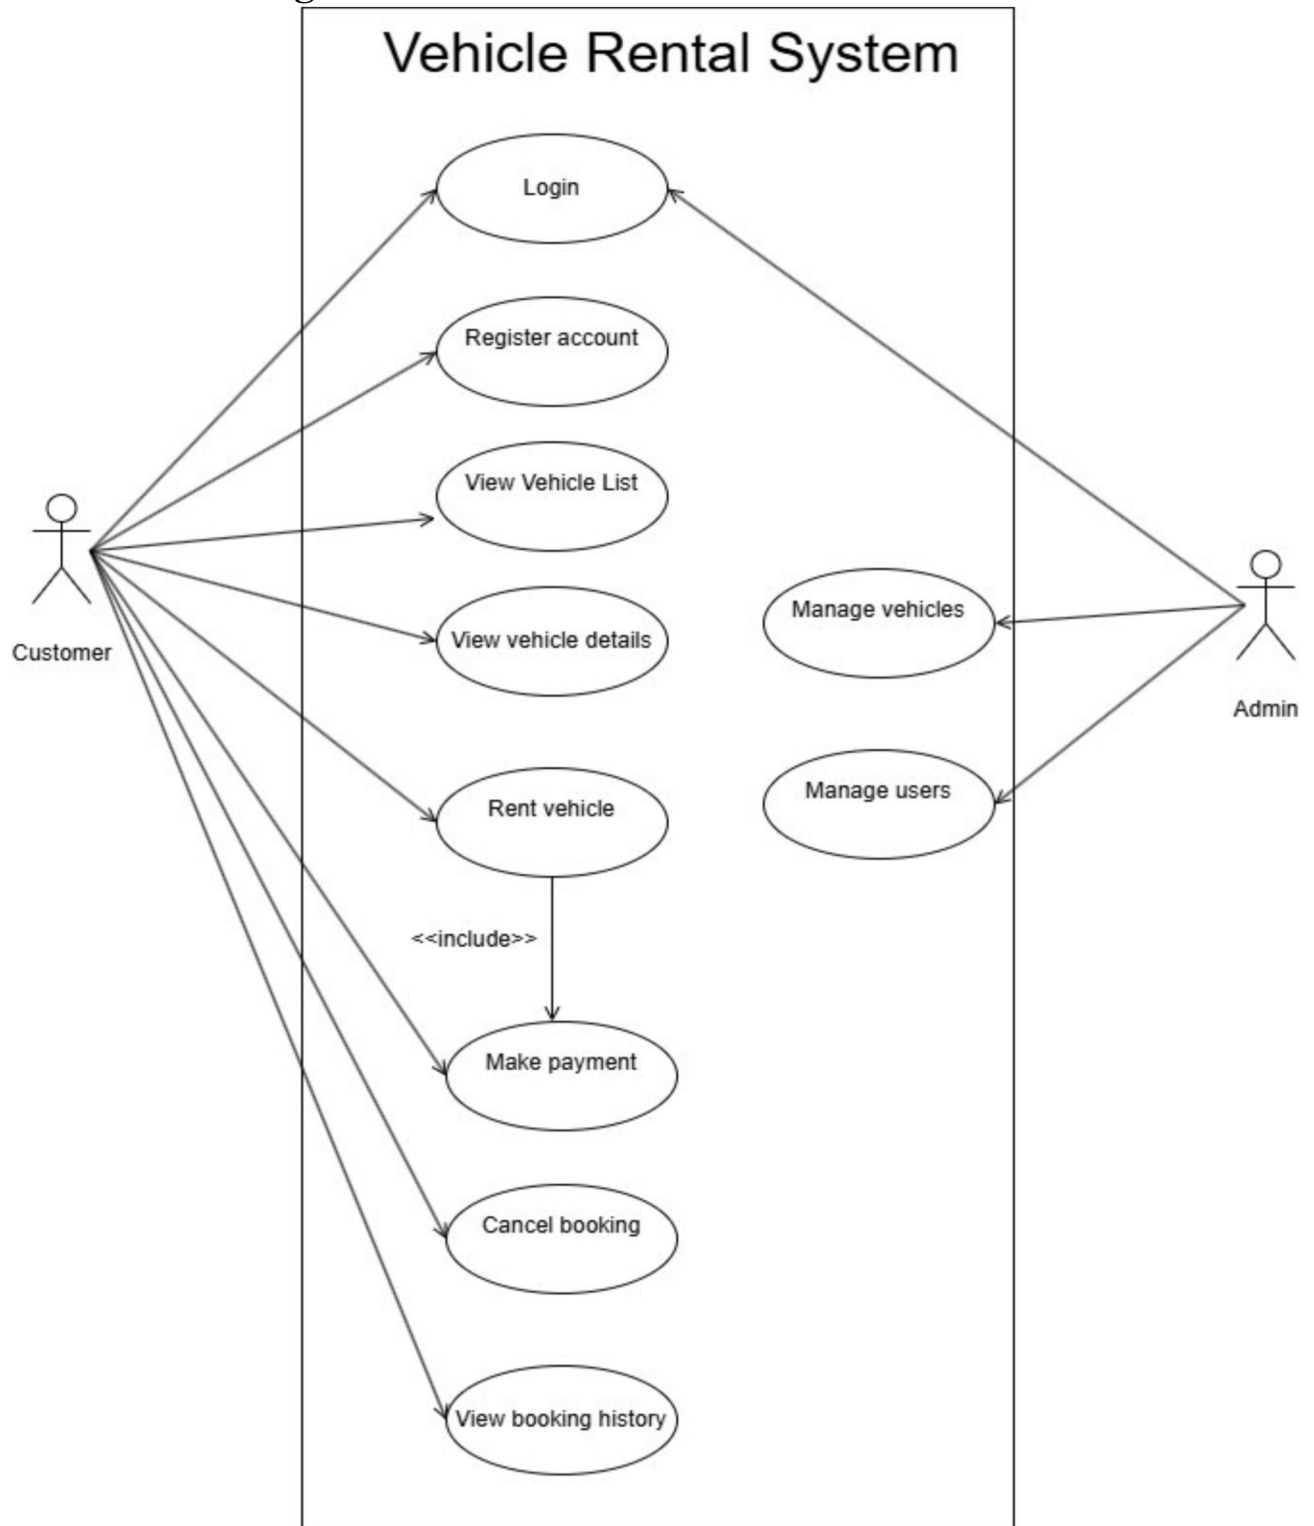 Vehicle Rental System
Login
Register account
View Vehicle List
View vehicle details
Manage vehicles
Customer
Admin
Manage users
Rent vehicle
<<include>>
Make payment
Cancel booking
View booking history